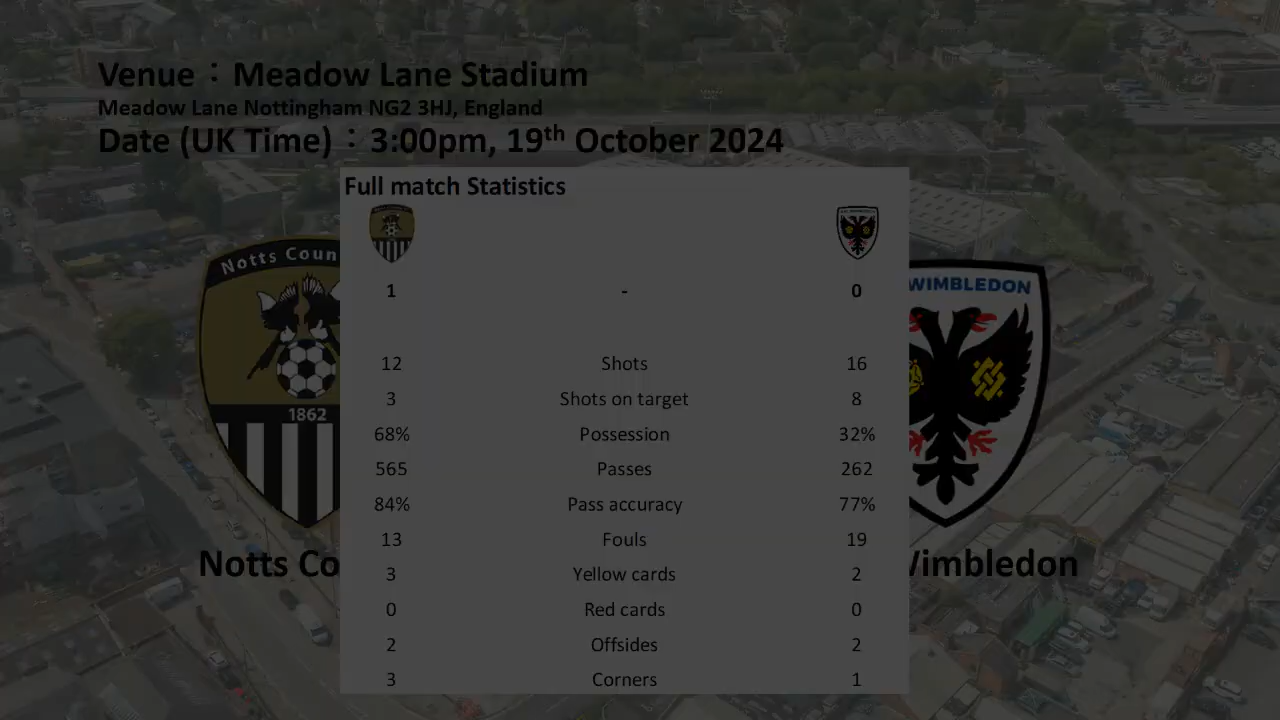 Venue：Meadow Lane Stadium
Meadow Lane Nottingham NG2 3HJ, England
Date (UK Time)：3:00pm, 19th October 2024
Full match Statistics
1 - 0
12 Shots 16
3 Shots on target 8
68% Possession 32%
565 Passes 262
84% Pass accuracy 77%
13 Fouls 19
3 Yellow cards 2
0 Red cards 0
2 Offsides 2
3 Corners 1
Notts Coun
1862
WIMBLEDON
Notts Co
Wimbledon